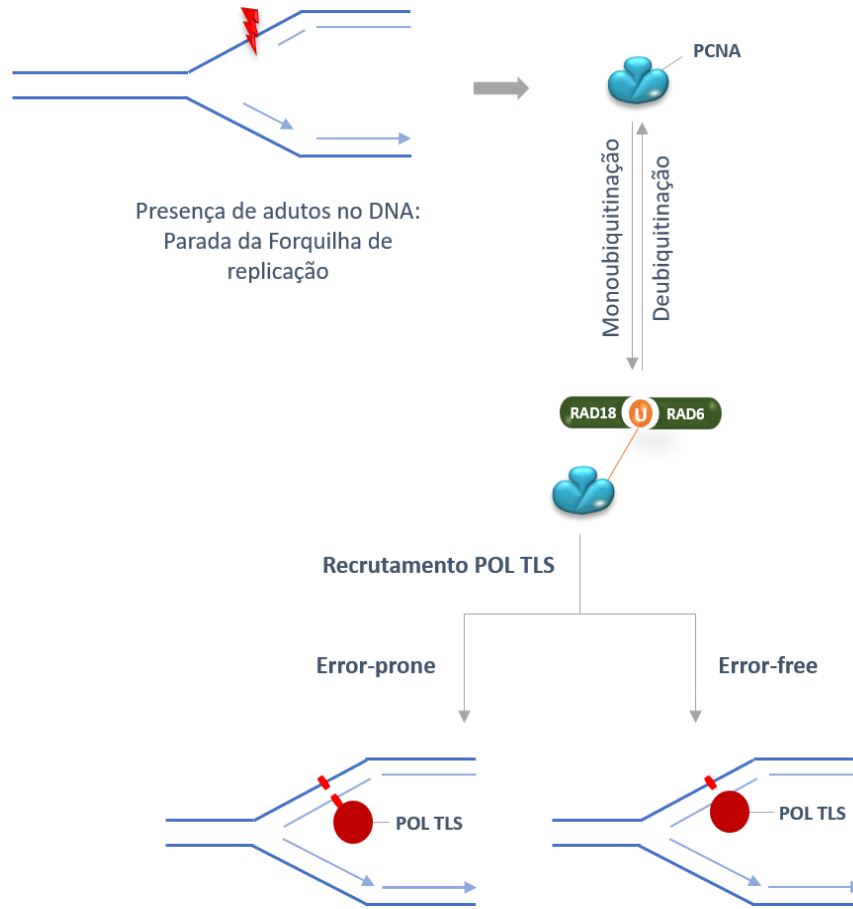 PCNA
Presença de adutos no DNA:
Parada da Forquilha de
replicação
Monoubiquitinação
Deubiquitinação
RAD18
U
RAD6
Recrutamento POL TLS
Error-prone
Error-free
POL TLS
POL TLS